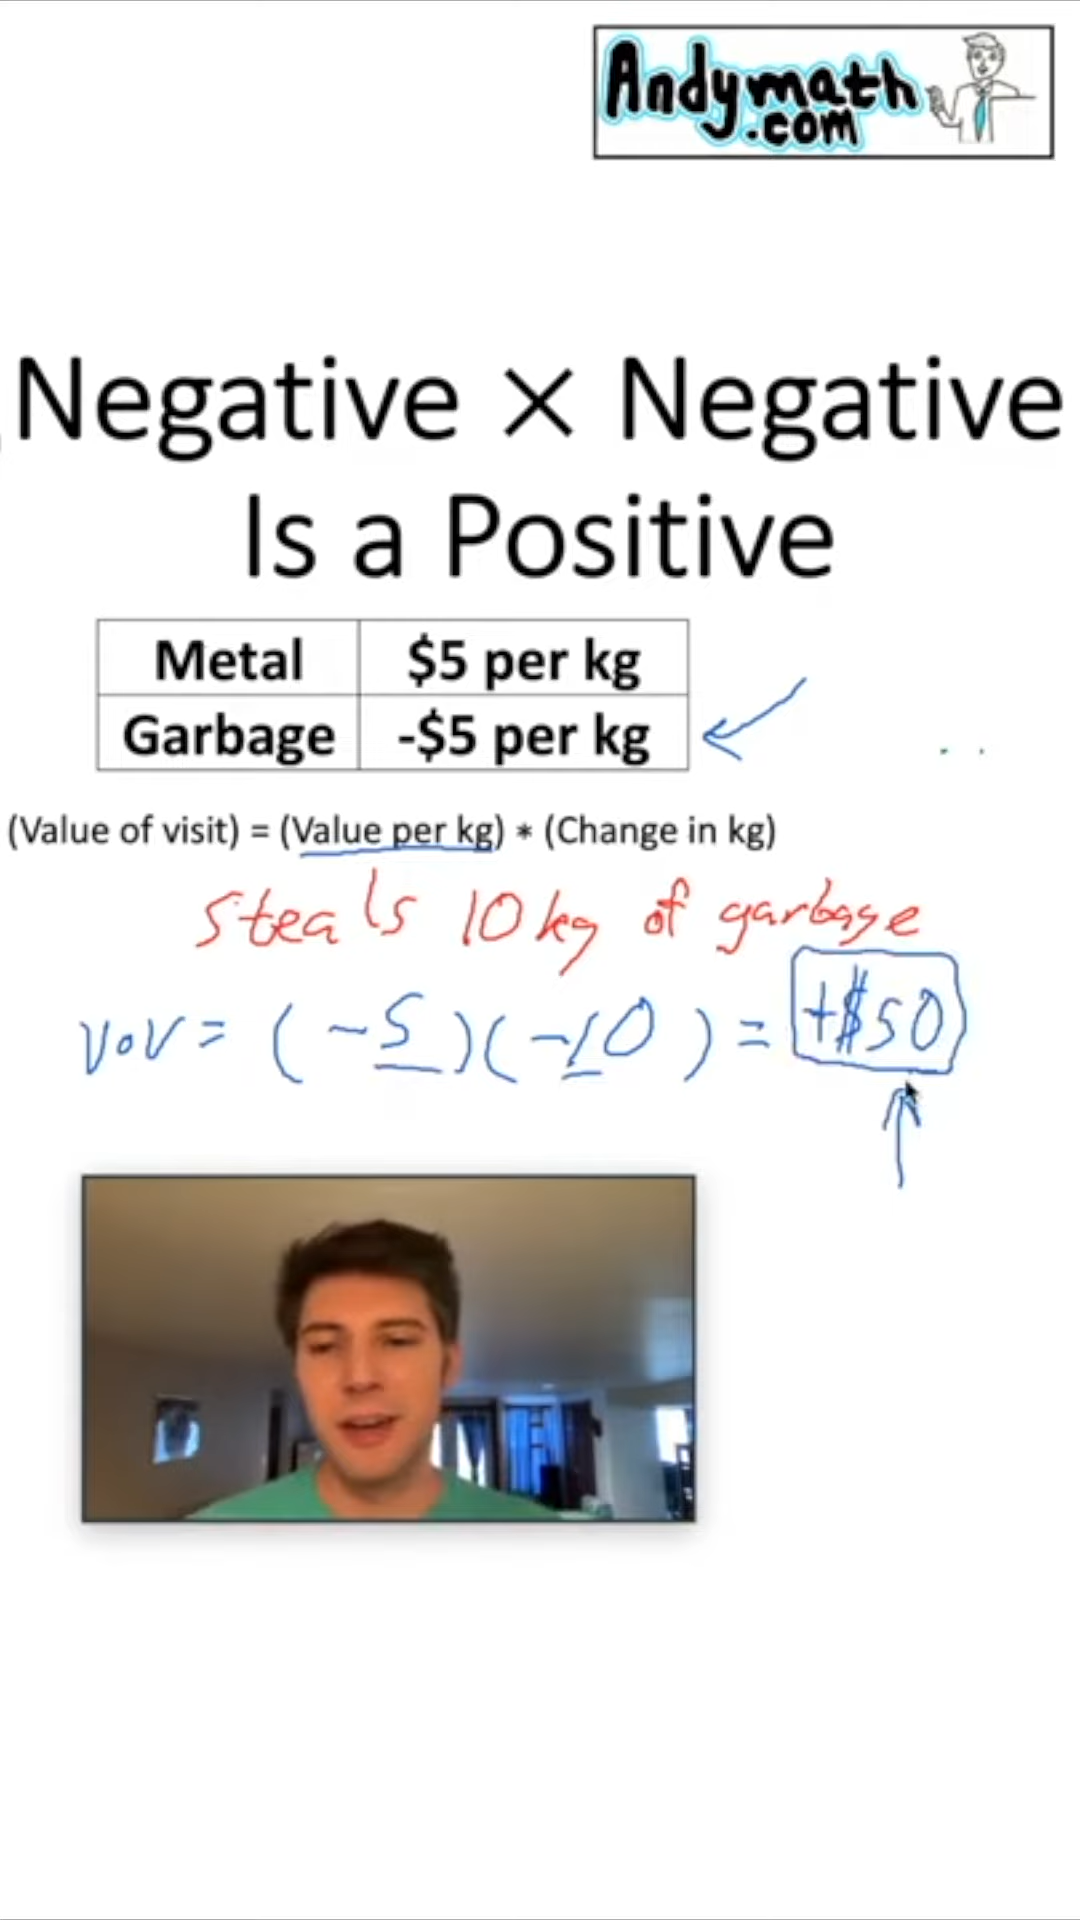 Andymath
.com
Negative × Negative
Is a Positive
Metal $5 per kg
Garbage -$5 per kg
(Value of visit) = (Value per kg) * (Change in kg)
steals 10 kg of garbage
VoV = (-5)(-10) = +$50